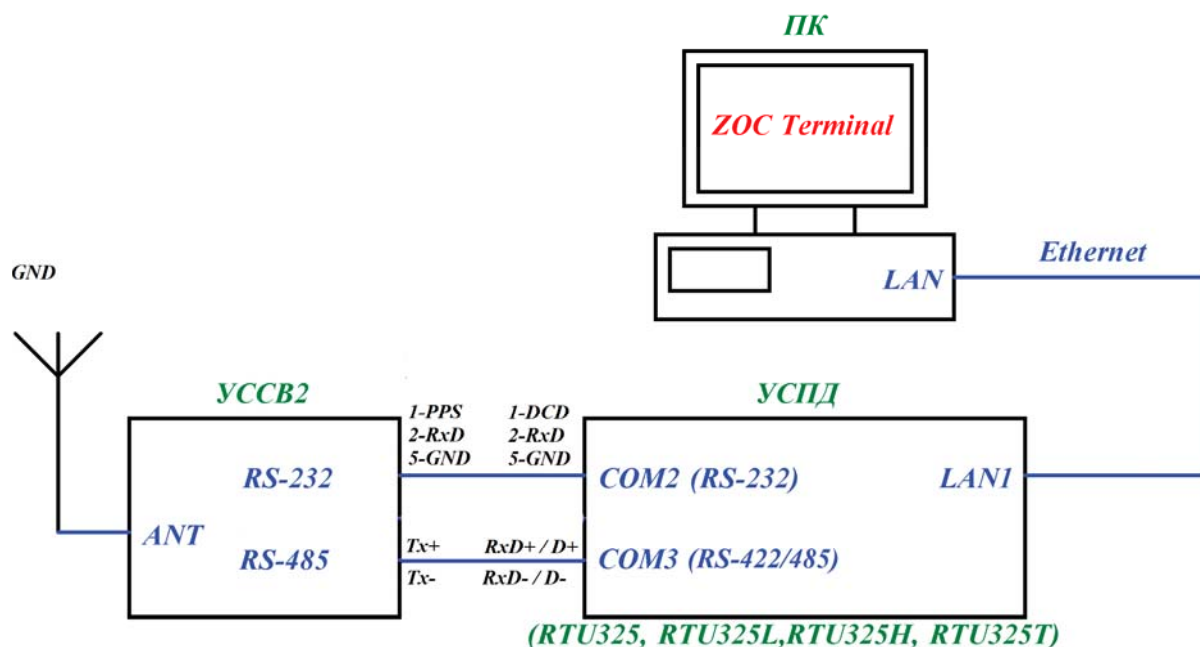 ПК
ZOC Terminal
LAN
Ethernet
GND
УССВ2
УСПД
1-PPS
2-RxD
5-GND
1-DCD
2-RxD
5-GND
RS-232
COM2 (RS-232)
LAN1
ANT
RS-485
Tx+
Tx-
RxD+ / D+
RxD- / D-
COM3 (RS-422/485)
(RTU325, RTU325L,RTU325H, RTU325T)